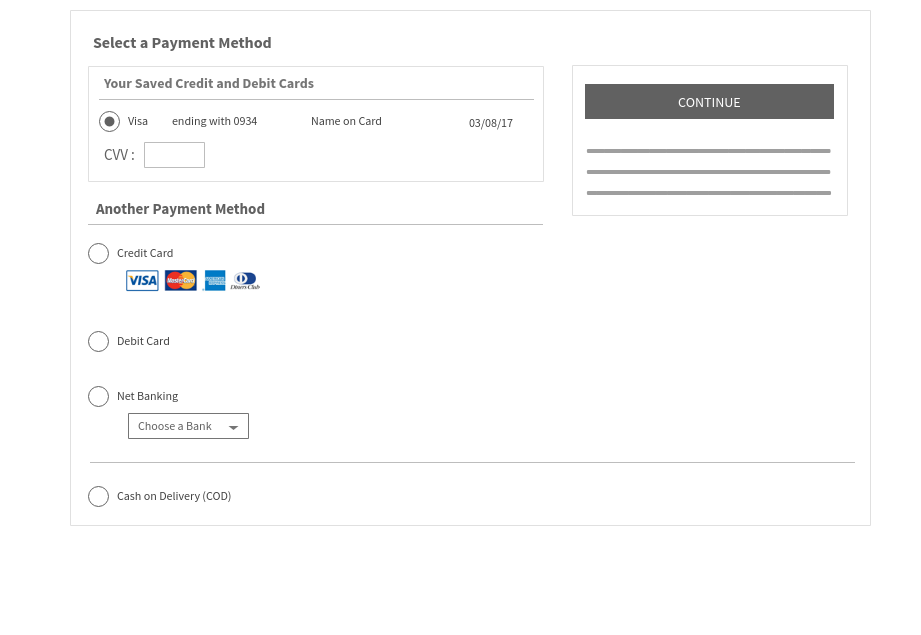 Select a Payment Method
Your Saved Credit and Debit Cards
CONTINUE
Visa ending with 0934 Name on Card 03/08/17
CVV :
Another Payment Method
Credit Card
VISA MasterCard AMERICAN EXPRESS Diners Club
Debit Card
Net Banking
Choose a Bank
Cash on Delivery (COD)